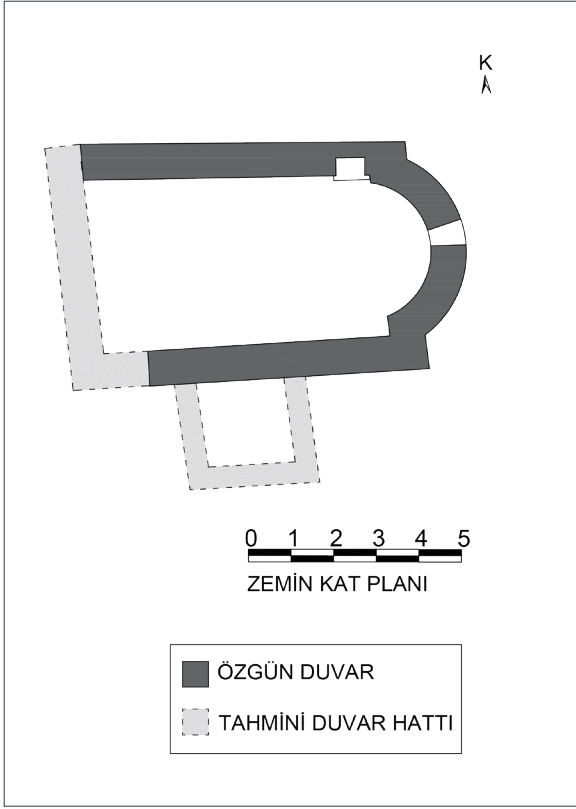 K
0 1 2 3 4 5
ZEMİN KAT PLANI
ÖZGÜN DUVAR
TAHMİNİ DUVAR HATTI